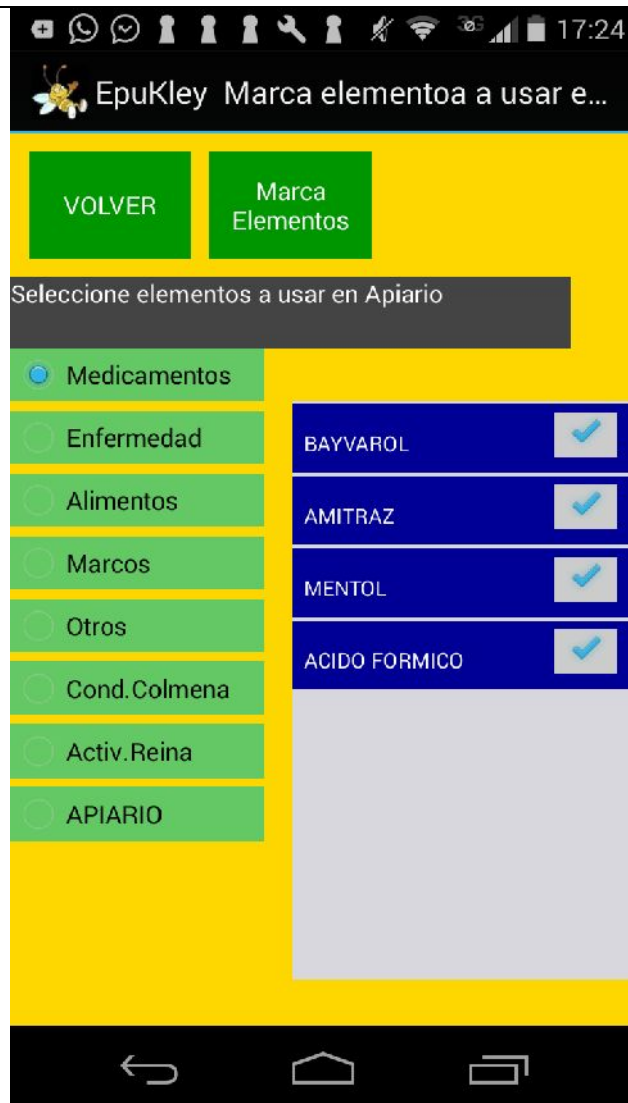 3G 17:24
EpuKley Marca elementoa a usar e...
VOLVER
Marca
Elementos
Seleccione elementos a usar en Apiario
Medicamentos
Enfermedad
Alimentos
Marcos
Otros
Cond.Colmena
Activ.Reina
APIARIO
BAYVAROL
AMITRAZ
MENTOL
ACIDO FORMICO